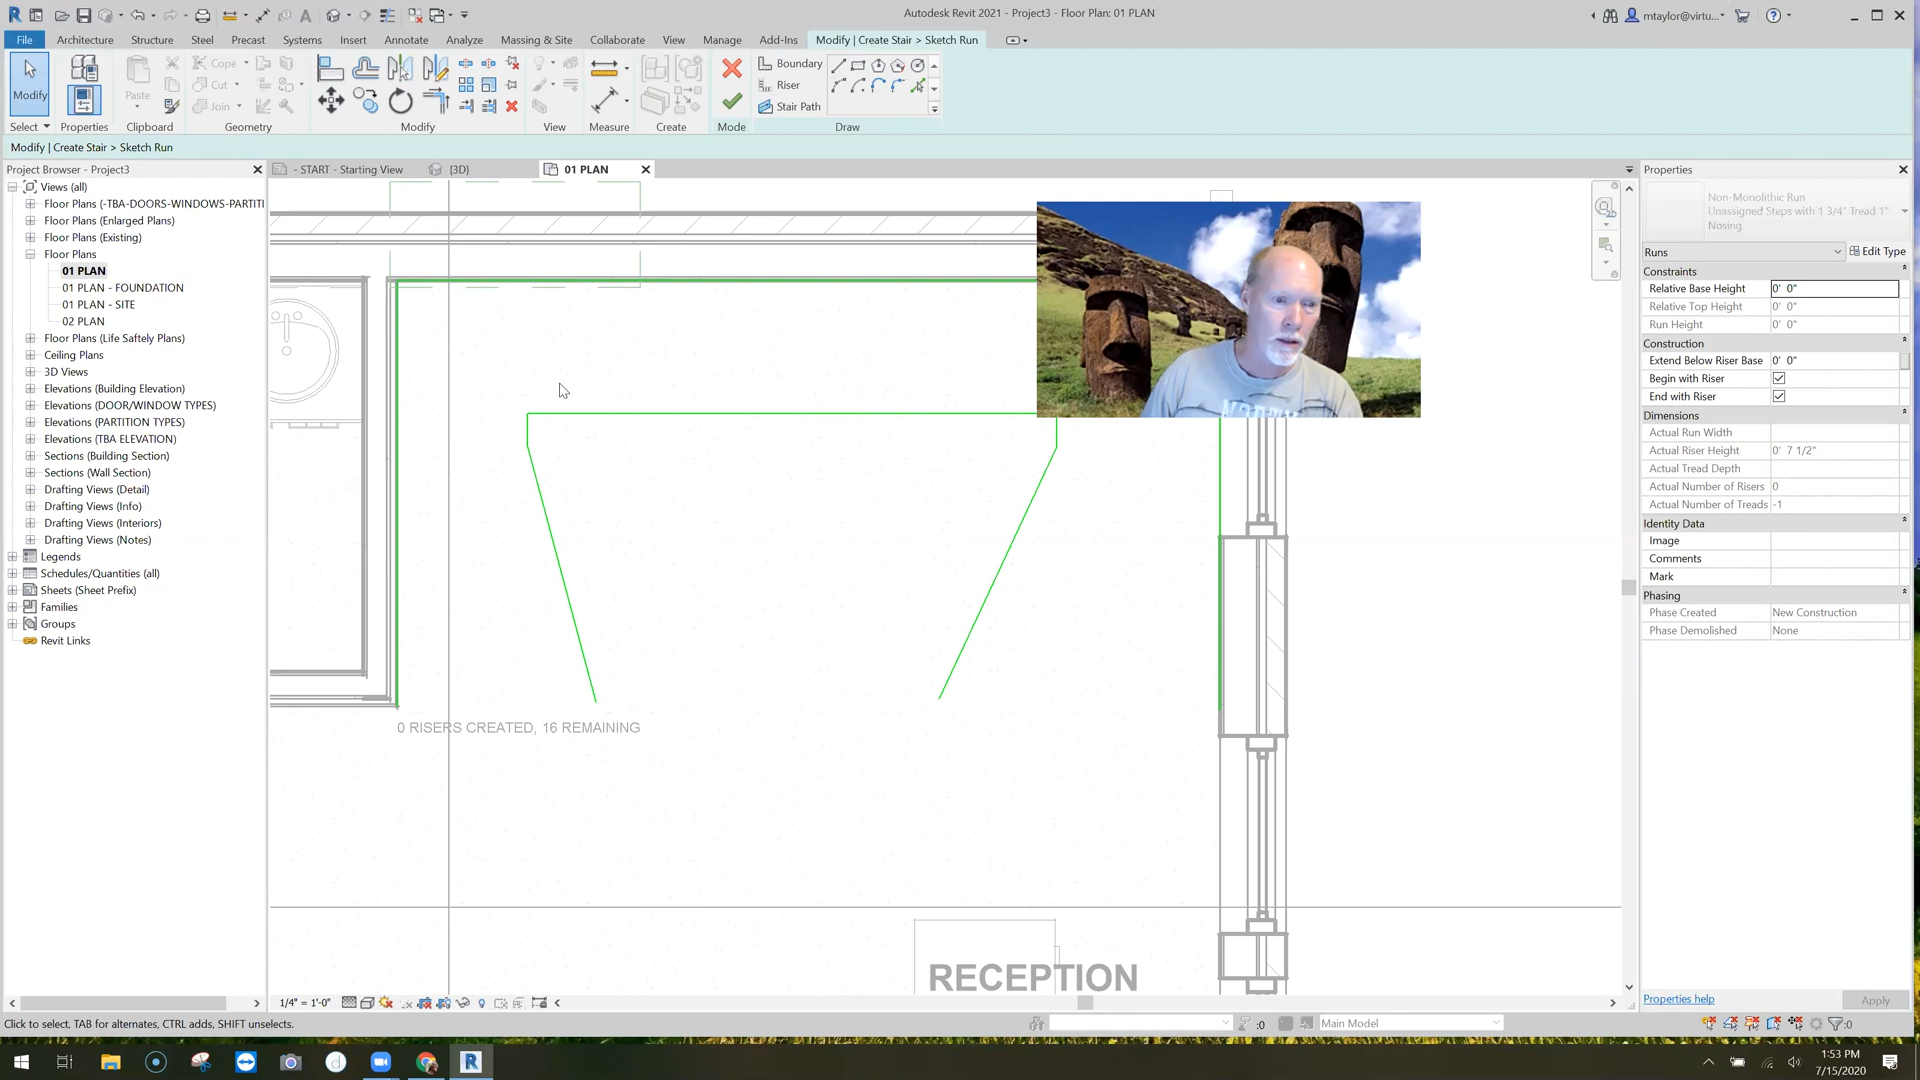 Autodesk Revit 2021 - Project3 - Floor Plan: 01 PLAN
mtaylor@virtu...
File Architecture Structure Steel Precast Systems Insert Annotate Analyze Massing & Site Collaborate View Manage Add-Ins Modify | Create Stair > Sketch Run
Modify
Paste
Cope
Cut
Join
Boundary
Riser
Stair Path
Select Properties Clipboard Geometry Modify View Measure Create Mode Draw
Modify | Create Stair > Sketch Run
Project Browser - Project3
Views (all)
Floor Plans (-TBA-DOORS-WINDOWS-PARTITI
Floor Plans (Enlarged Plans)
Floor Plans (Existing)
Floor Plans
01 PLAN
01 PLAN - FOUNDATION
01 PLAN - SITE
02 PLAN
Floor Plans (Life Saftely Plans)
Ceiling Plans
3D Views
Elevations (Building Elevation)
Elevations (DOOR/WINDOW TYPES)
Elevations (PARTITION TYPES)
Elevations (TBA ELEVATION)
Sections (Building Section)
Sections (Wall Section)
Drafting Views (Detail)
Drafting Views (Info)
Drafting Views (Interiors)
Drafting Views (Notes)
Legends
Schedules/Quantities (all)
Sheets (Sheet Prefix)
Families
Groups
Revit Links
- START - Starting View
{3D}
01 PLAN
0 RISERS CREATED, 16 REMAINING
RECEPTION
1/4" = 1'-0"
Properties
Non-Monolithic Run
Unassigned Steps with 1 3/4" Tread 1"
Nosing
Runs
Edit Type
Constraints
Relative Base Height 0' 0"
Relative Top Height 0' 0"
Run Height 0' 0"
Construction
Extend Below Riser Base 0' 0"
Begin with Riser
End with Riser
Dimensions
Actual Run Width
Actual Riser Height 0' 7 1/2"
Actual Tread Depth
Actual Number of Risers 0
Actual Number of Treads -1
Identity Data
Image
Comments
Mark
Phasing
Phase Created New Construction
Phase Demolished None
Properties help
Apply
Click to select, TAB for alternates, CTRL adds, SHIFT unselects.
:0
Main Model
:0
1:53 PM
7/15/2020